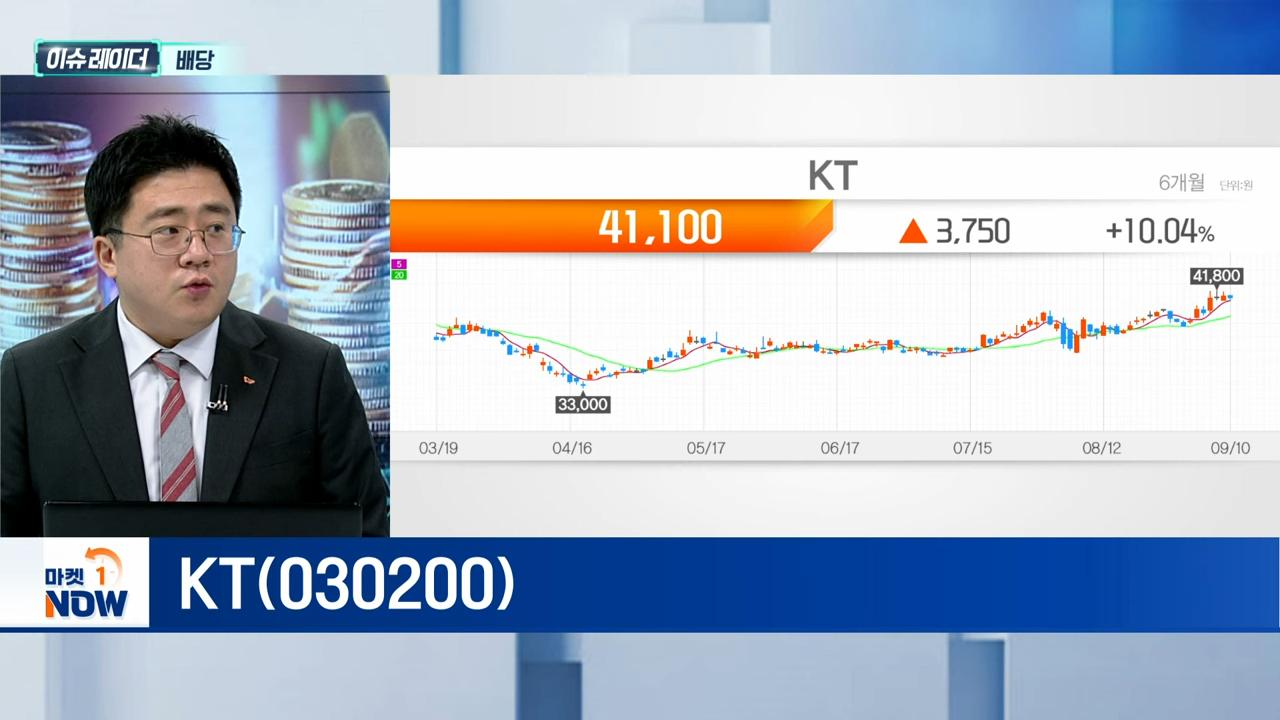 이슈 레이더 배당
KT
6개월 단위:원
41,100 ▲ 3,750 +10.04%
5
20
41,800
33,000
03/19 04/16 05/17 06/17 07/15 08/12 09/10
마켓 1
NOW
KT(030200)